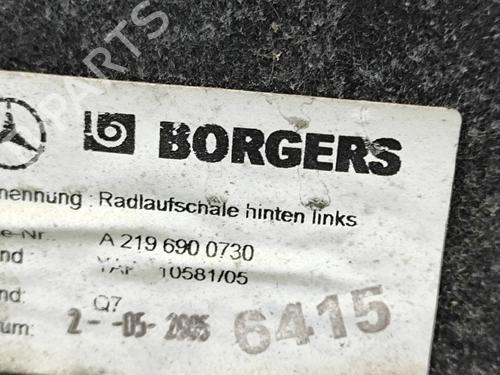 PARTS
BORGERS
nennung : Radlaufschale hinten links
e-Nr. A 219 690 0730
nd 10581/05
nd: Q7
um: 2- -05- 2005 6415